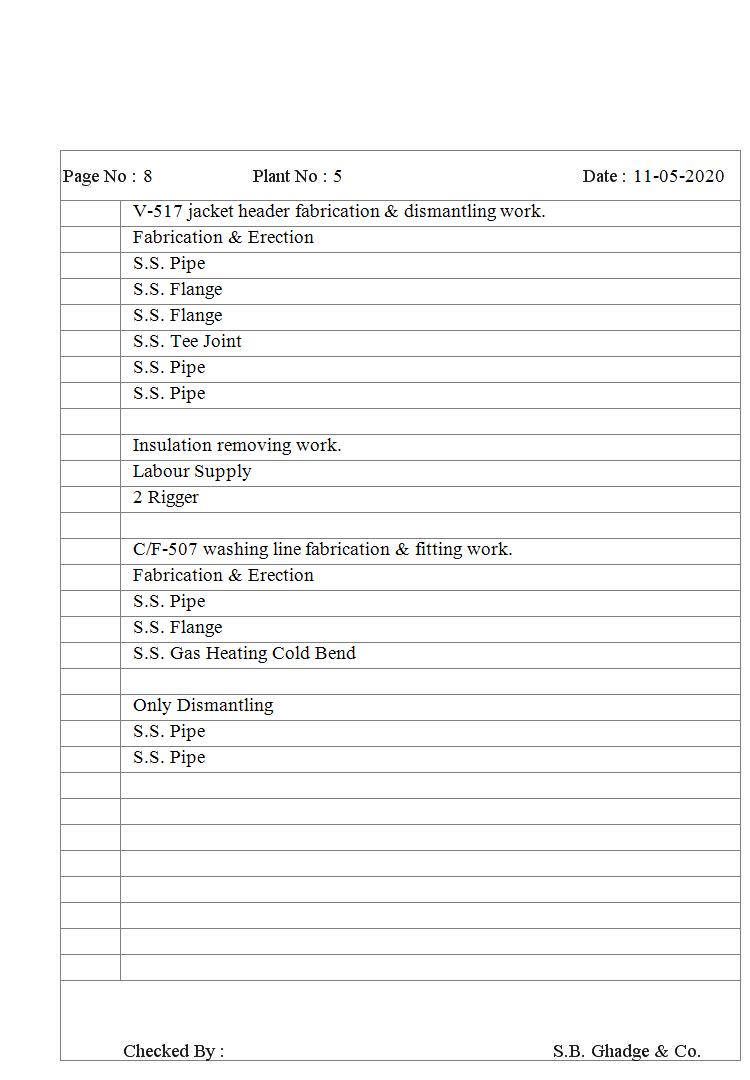 Page No : 8 Plant No : 5 Date : 11-05-2020
V-517 jacket header fabrication & dismantling work.
Fabrication & Erection
S.S. Pipe
S.S. Flange
S.S. Flange
S.S. Tee Joint
S.S. Pipe
S.S. Pipe
Insulation removing work.
Labour Supply
2 Rigger
C/F-507 washing line fabrication & fitting work.
Fabrication & Erection
S.S. Pipe
S.S. Flange
S.S. Gas Heating Cold Bend
Only Dismantling
S.S. Pipe
S.S. Pipe
Checked By : S.B. Ghadge & Co.